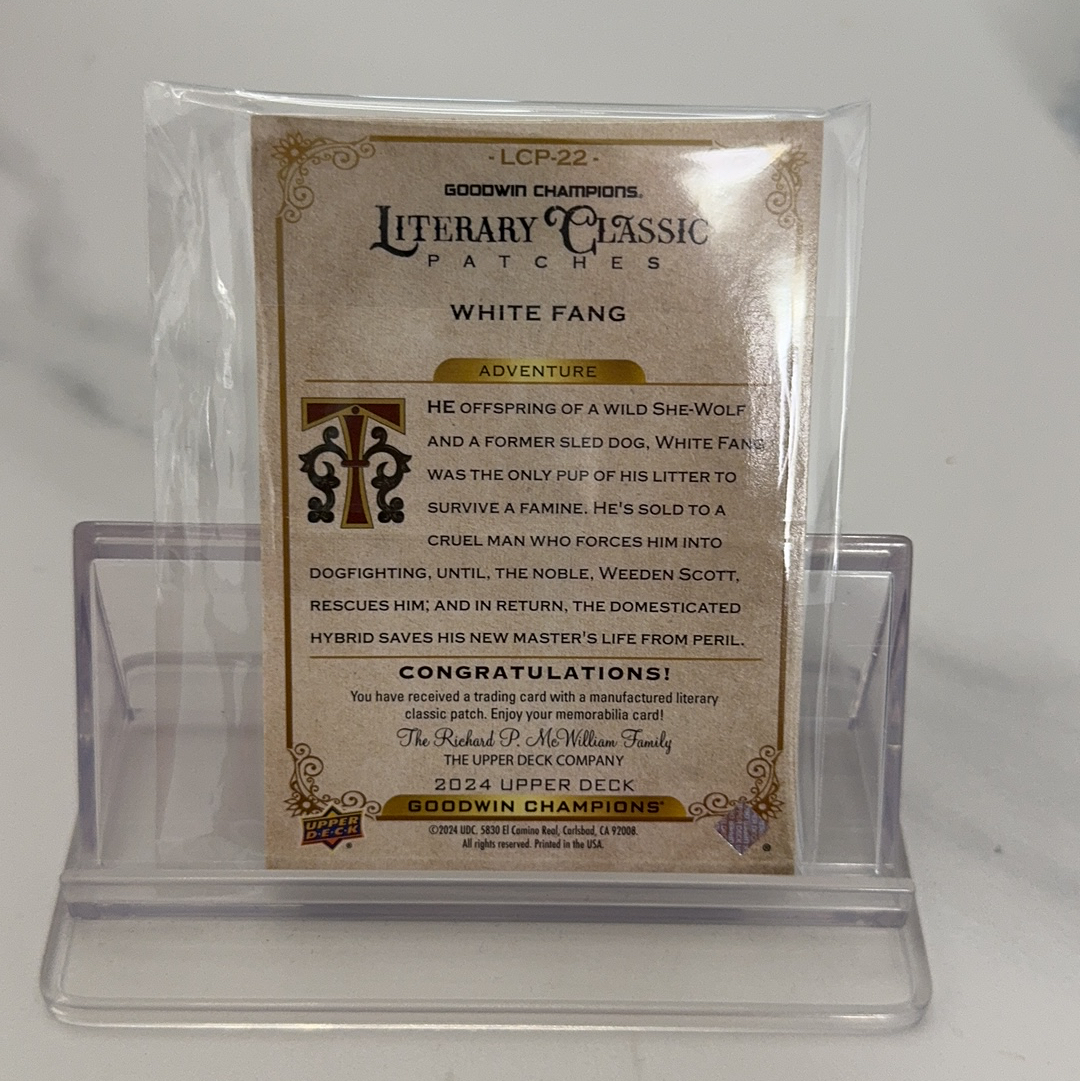 - LCP-22 -
GOODWIN CHAMPIONS®
LITERARY CLASSIC
PATCHES
WHITE FANG
ADVENTURE
THE OFFSPRING OF A WILD SHE-WOLF
AND A FORMER SLED DOG, WHITE FANG
WAS THE ONLY PUP OF HIS LITTER TO
SURVIVE A FAMINE. HE'S SOLD TO A
CRUEL MAN WHO FORCES HIM INTO
DOGFIGHTING, UNTIL, THE NOBLE, WEEDEN SCOTT,
RESCUES HIM; AND IN RETURN, THE DOMESTICATED
HYBRID SAVES HIS NEW MASTER'S LIFE FROM PERIL.
CONGRATULATIONS!
You have received a trading card with a manufactured literary
classic patch. Enjoy your memorabilia card!
The Richard P. McWilliam Family
THE UPPER DECK COMPANY
2024 UPPER DECK
GOODWIN CHAMPIONS®
UPPER
D·E·C·K
©2024 UDC. 5830 El Camino Real, Carlsbad, CA 92008.
All rights reserved. Printed in the USA.